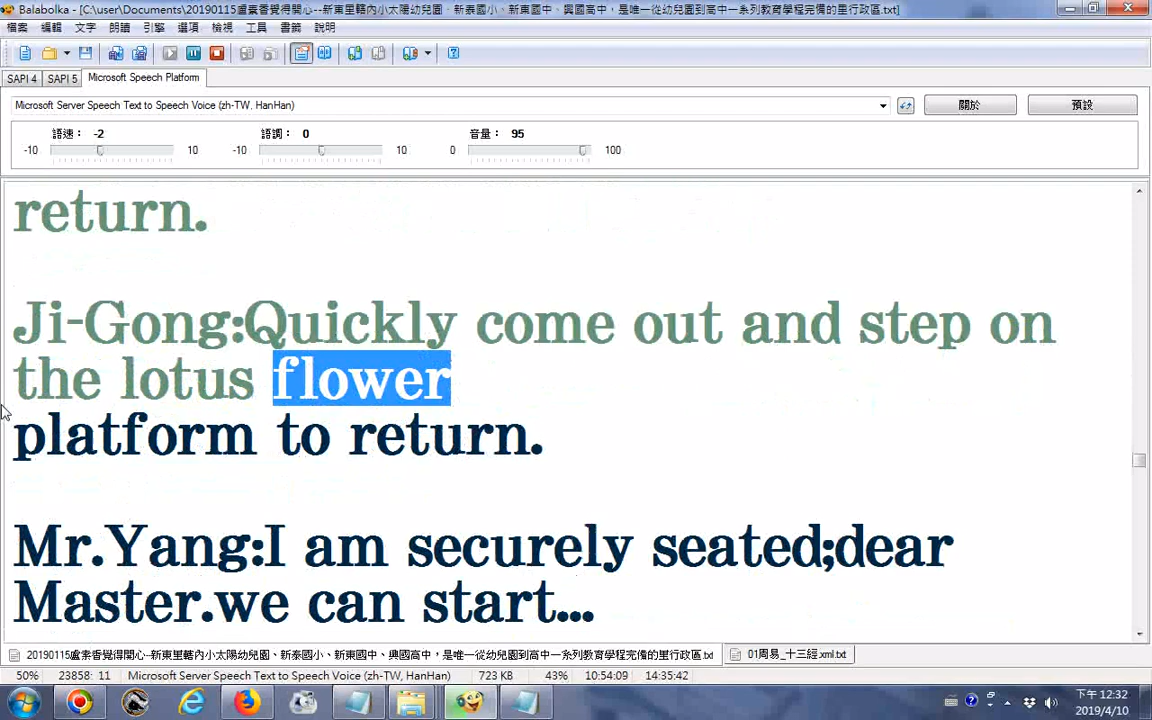 Balabolka - [C:\user\Documents\20190115盧素香覺得開心--新東里轄內小太陽幼兒園、新泰國小、新東國中、興國高中，是唯一從幼兒園到高中一系列教育學程完備的里行政區.txt]
檔案 編輯 文字 朗讀 引擎 選項 檢視 工具 書籤 說明
SAPI 4 SAPI 5 Microsoft Speech Platform
Microsoft Server Speech Text to Speech Voice (zh-TW, HanHan) 關於 預設
語速： -2 語調： 0 音量： 95
-10 10 -10 10 0 100
return.
Ji-Gong:Quickly come out and step on
the lotus flower
platform to return.
Mr.Yang:I am securely seated;dear
Master.we can start...
20190115盧素香覺得開心--新東里轄內小太陽幼兒園、新泰國小、新東國中、興國高中，是唯一從幼兒園到高中一系列教育學程完備的里行政區.txt 01周易_十三經.xml.txt
50% 23858: 11 Microsoft Server Speech Text to Speech Voice (zh-TW, HanHan) 723 KB 43% 10:54:09 14:35:42
下午 12:32
2019/4/10